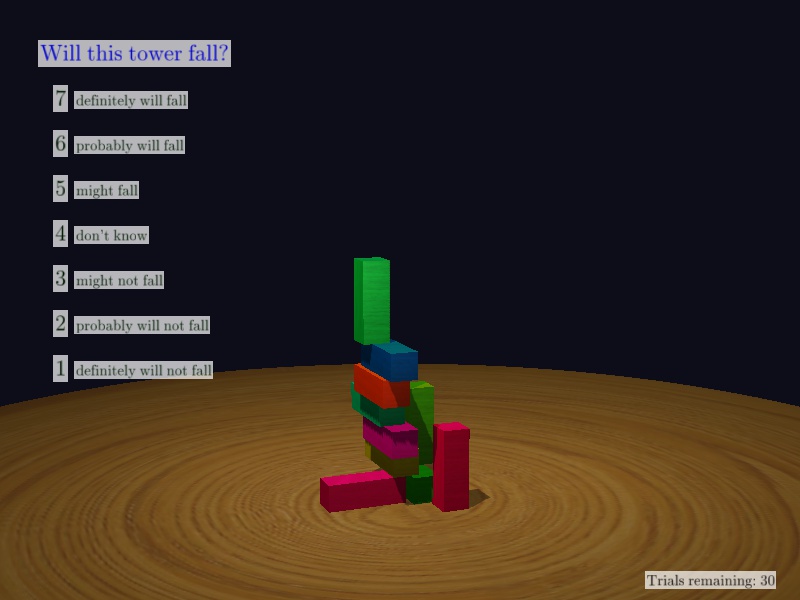 Will this tower fall?
7 definitely will fall
6 probably will fall
5 might fall
4 don't know
3 might not fall
2 probably will not fall
1 definitely will not fall
Trials remaining: 30